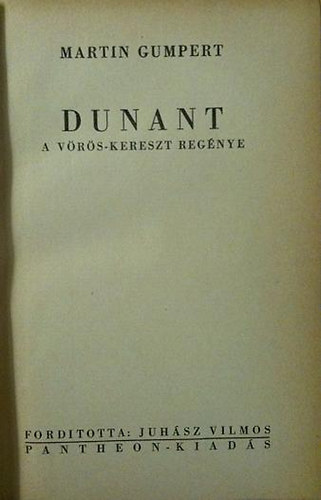 MARTIN GUMPERT
DUNANT
A VÖRÖS-KERESZT REGÉNYE
FORDITOTTA: JUHÁSZ VILMOS
PANTHEON-KIADÁS